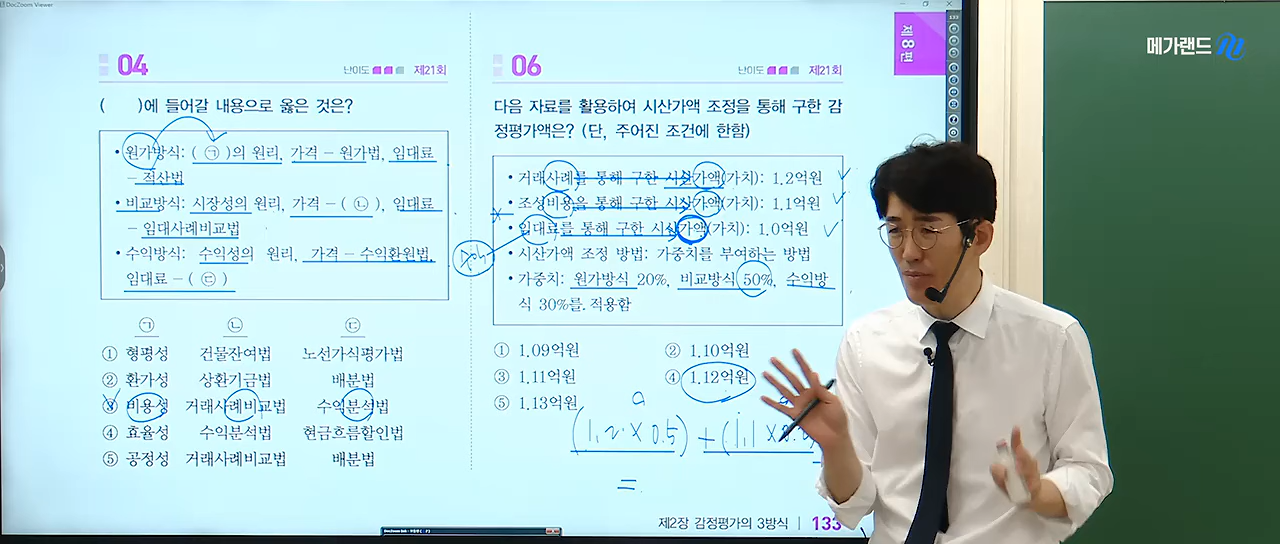 DocZoom Viewer
메가랜드
제8편
04
난이도
제21회
(    )에 들어갈 내용으로 옳은 것은?
• 원가방식: ( ㉠ )의 원리, 가격 - 원가법, 임대료
- 적산법
• 비교방식: 시장성의 원리, 가격 - ( ㉡ ), 임대료
- 임대사례비교법
• 수익방식: 수익성의 원리, 가격 - 수익환원법,
임대료 - ( ㉢ )
㉠ ㉡ ㉢
① 형평성 건물잔여법 노선가식평가법
② 환가성 상환기금법 배분법
③ 비용성 거래사례비교법 수익분석법
④ 효율성 수익분석법 현금흐름할인법
⑤ 공정성 거래사례비교법 배분법
06
난이도
제21회
다음 자료를 활용하여 시산가액 조정을 통해 구한 감
정평가액은? (단, 주어진 조건에 한함)
• 거래사례를 통해 구한 시산가액(가치): 1.2억원
• 조성비용을 통해 구한 시산가액(가치): 1.1억원
• 임대료를 통해 구한 시산가액(가치): 1.0억원
• 시산가액 조정 방법: 가중치를 부여하는 방법
• 가중치: 원가방식 20%, 비교방식 50%, 수익방
식 30%를 적용함
① 1.09억원 ② 1.10억원
③ 1.11억원 ④ 1.12억원
⑤ 1.13억원
(1.2 × 0.5) + (1.1 × 0.
=
제2장 감정평가의 3방식 | 133